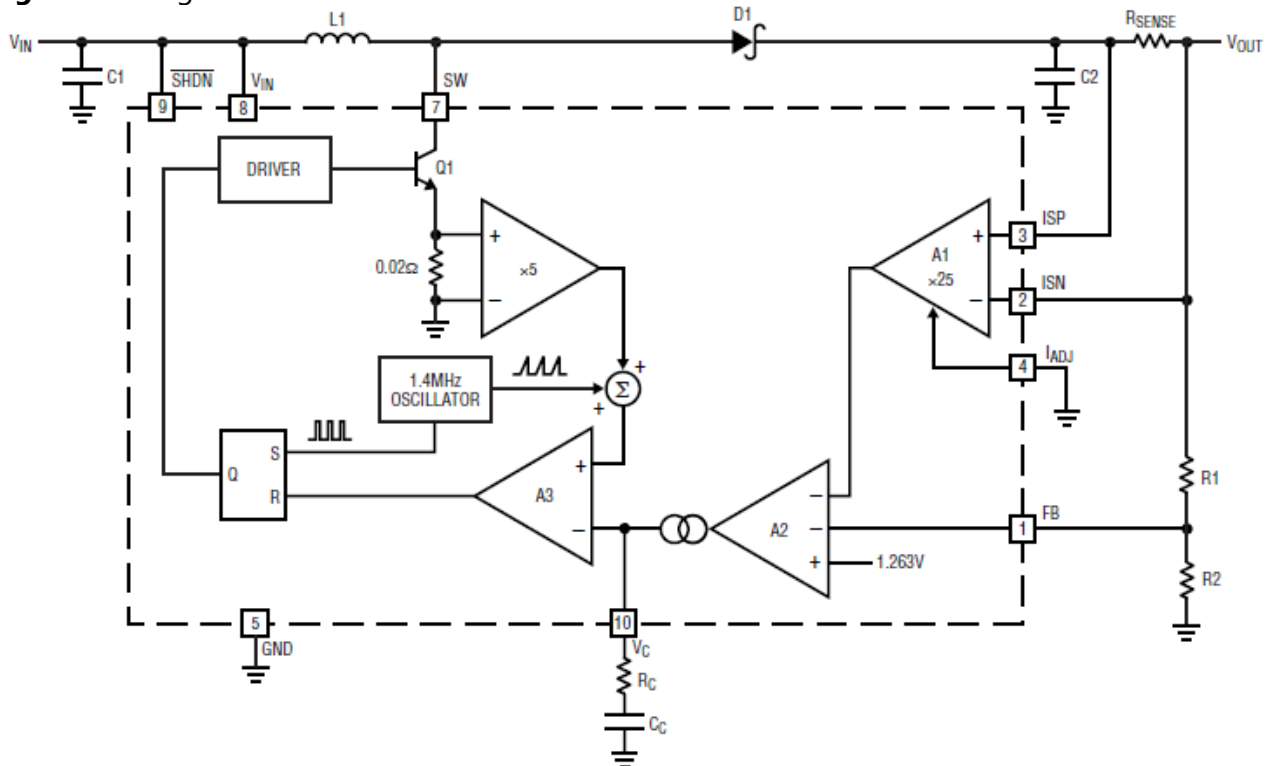 L1
D1
RSENSE
VIN
VOUT
C1
SHDN
VIN
SW
C2
9
8
7
DRIVER
Q1
+
ISP
3
A1
×25
+
×5
0.02Ω
−
ISN
2
−
IADJ
4
+
1.4MHz
OSCILLATOR
Σ
+
S
Q
R
+
A3
−
−
A2
−
+
1.263V
FB
1
R1
R2
5
GND
10
VC
RC
CC